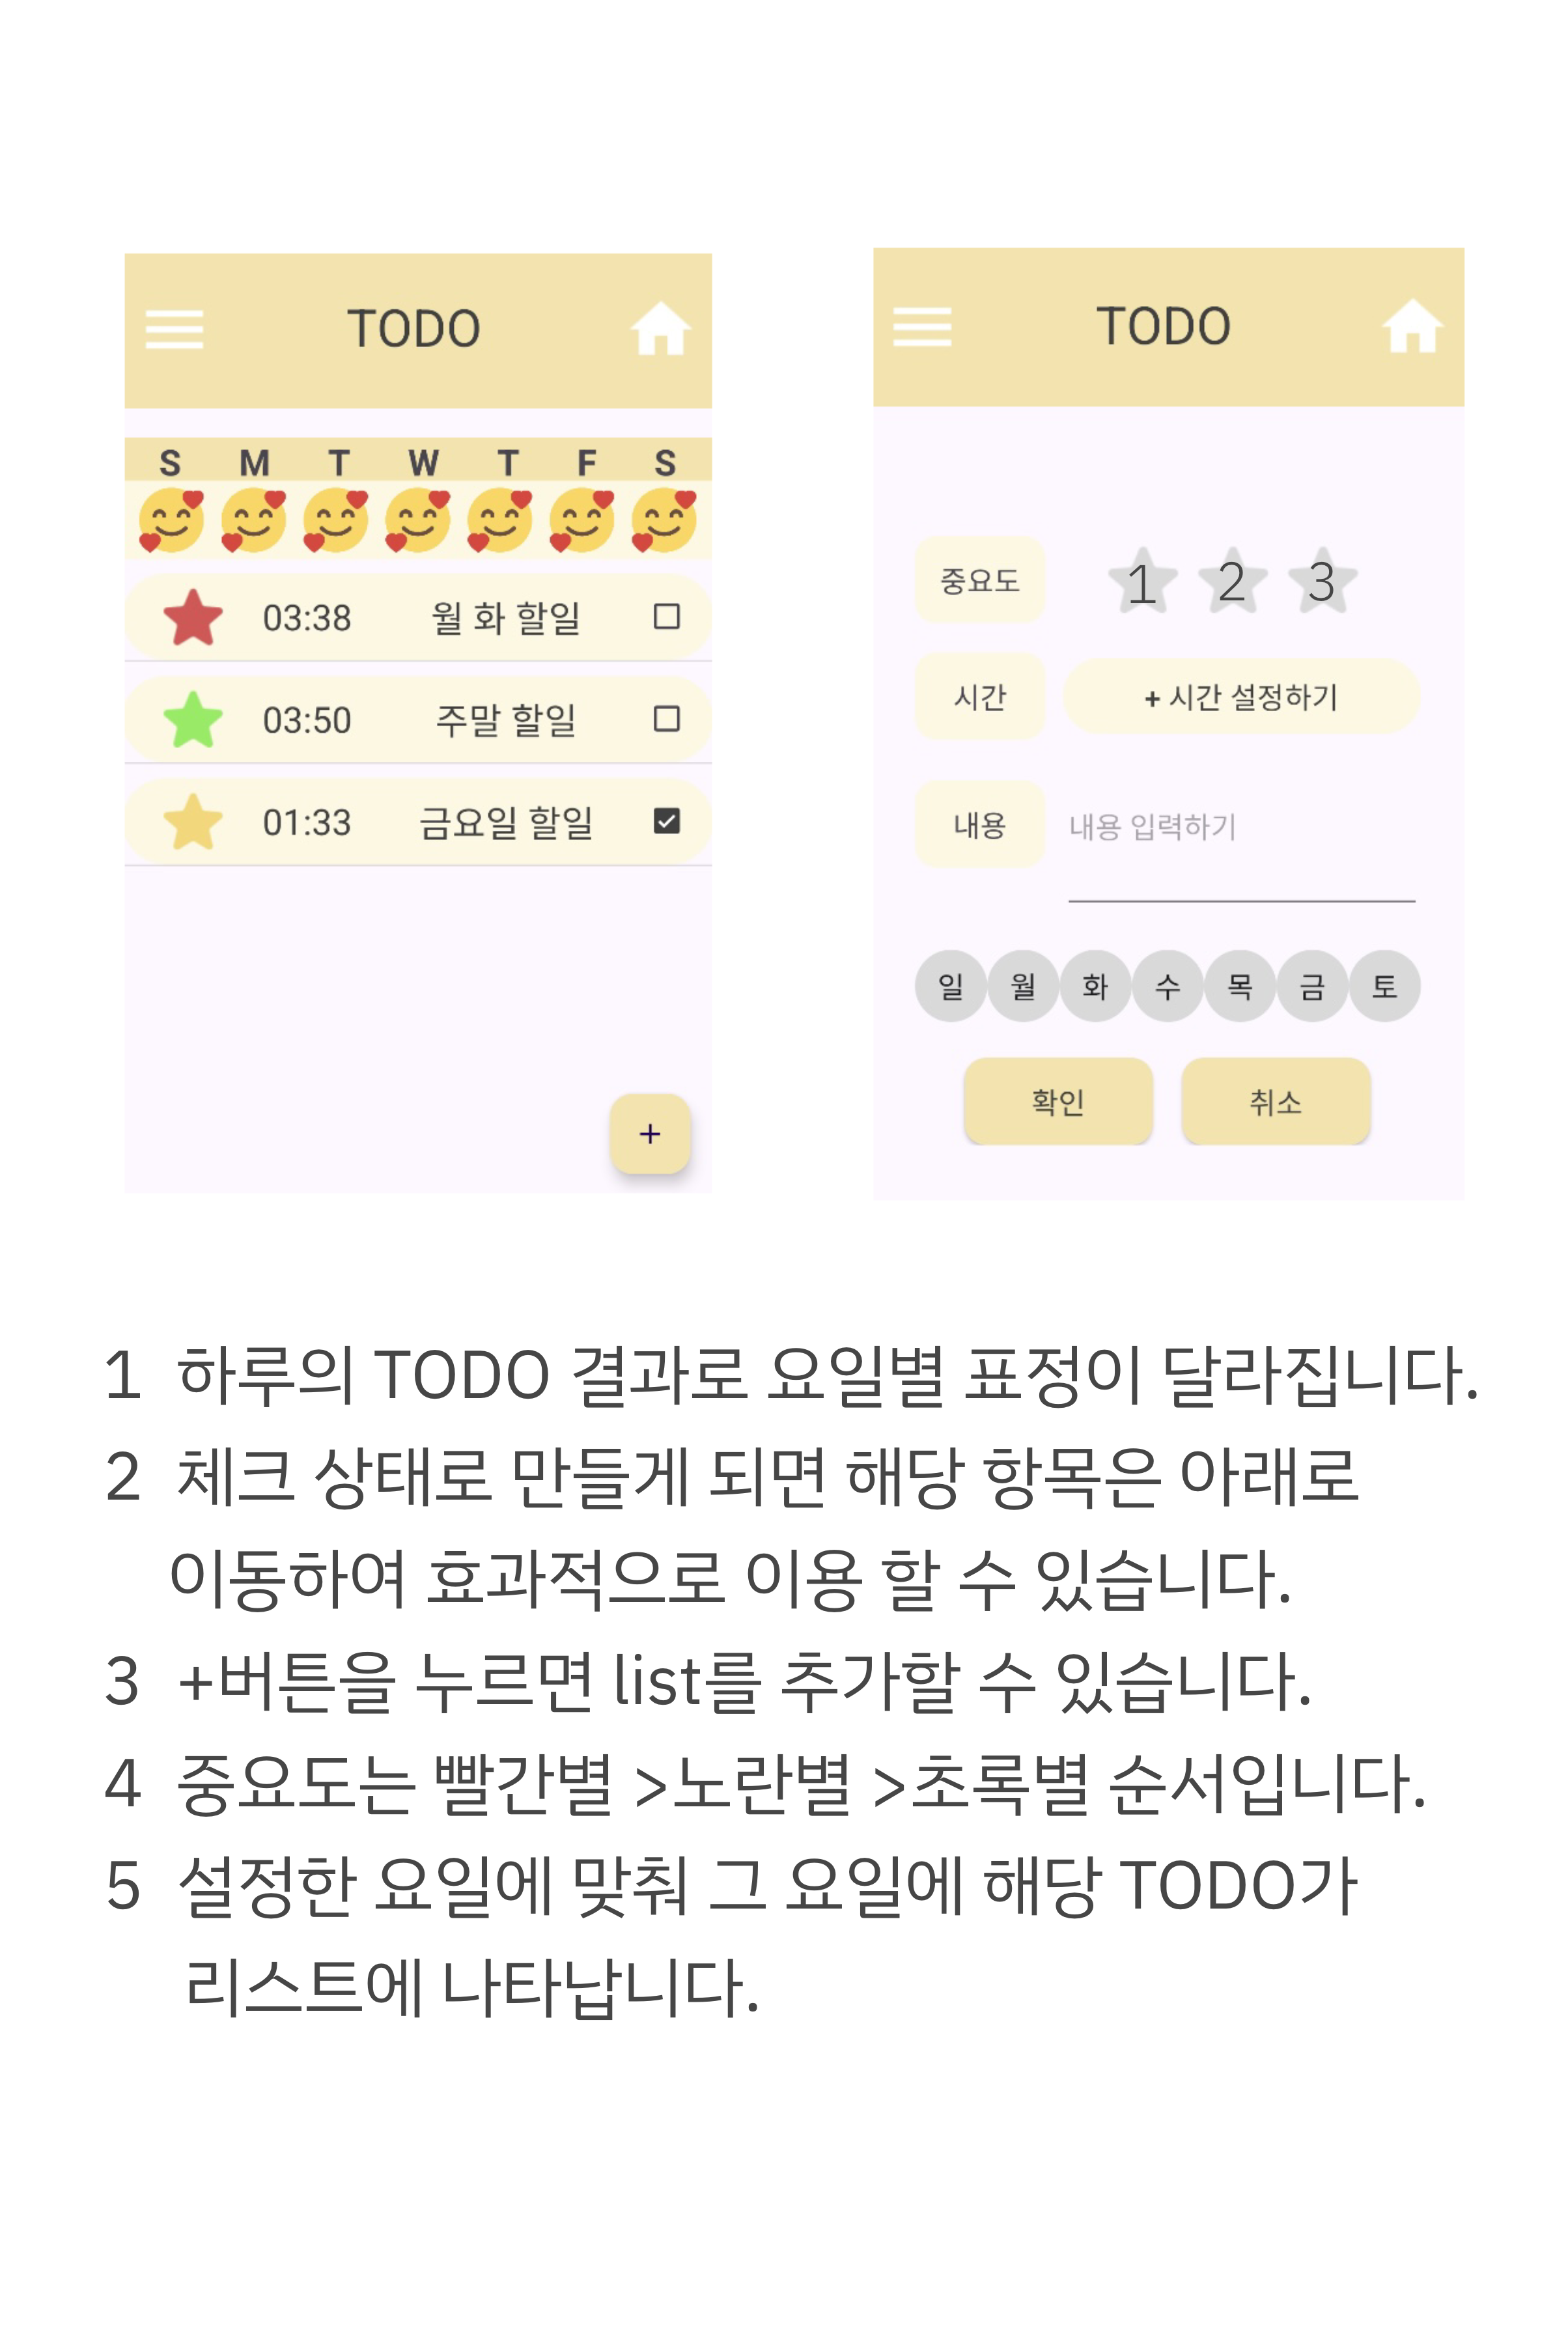 TODO
S M T W T F S
03:38 월 화 할일
03:50 주말 할일
01:33 금요일 할일
+
TODO
중요도 1 2 3
시간 + 시간 설정하기
내용 내용 입력하기
일 월 화 수 목 금 토
확인 취소
1 하루의 TODO 결과로 요일별 표정이 달라집니다.
2 체크 상태로 만들게 되면 해당 항목은 아래로
이동하여 효과적으로 이용 할 수 있습니다.
3 +버튼을 누르면 list를 추가할 수 있습니다.
4 중요도는 빨간별 >노란별 >초록별 순서입니다.
5 설정한 요일에 맞춰 그 요일에 해당 TODO가
리스트에 나타납니다.